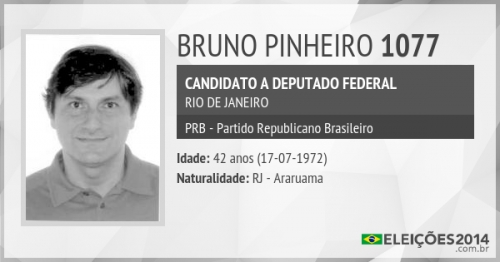 BRUNO PINHEIRO 1077
CANDIDATO A DEPUTADO FEDERAL
RIO DE JANEIRO
PRB - Partido Republicano Brasileiro
Idade: 42 anos (17-07-1972)
Naturalidade: RJ - Araruama
ELEIÇÕES2014
.com.br